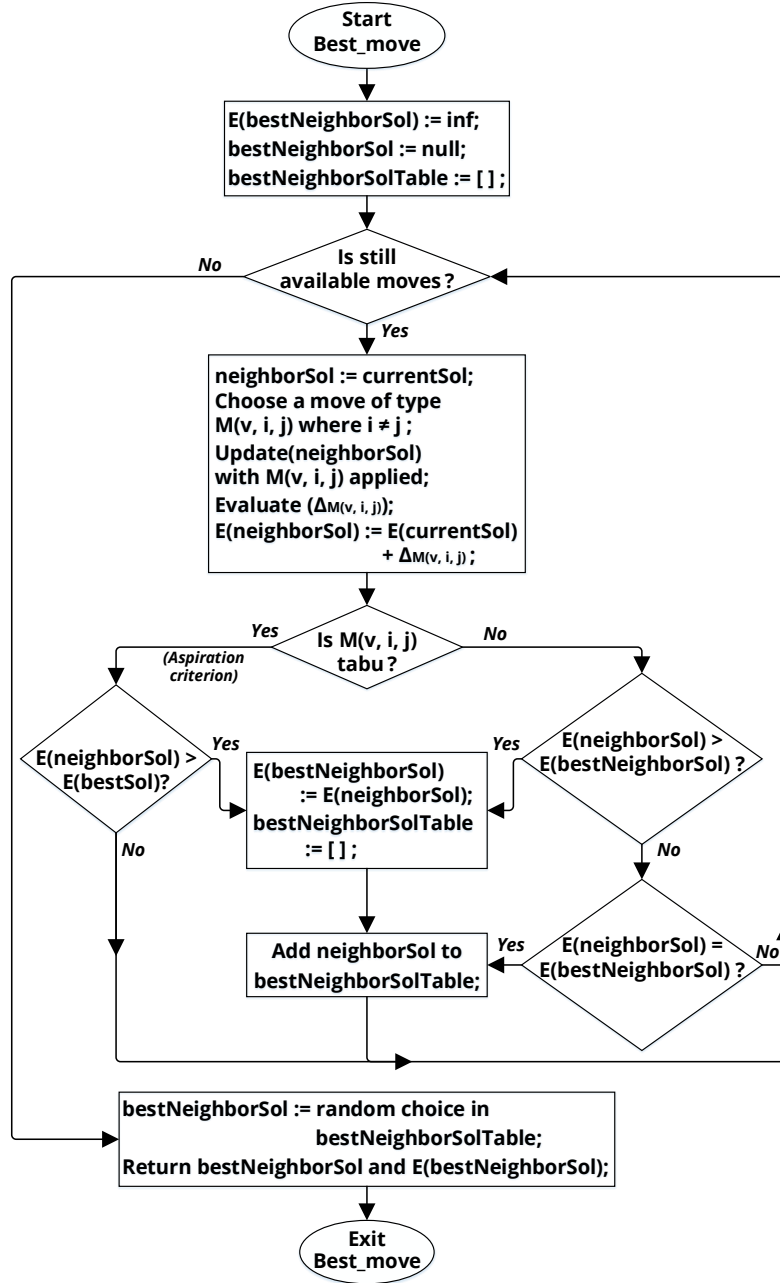 Start
Best_move
E(bestNeighborSol) := inf;
bestNeighborSol := null;
bestNeighborSolTable := [ ] ;
Is still
available moves ?
No
Yes
neighborSol := currentSol;
Choose a move of type
M(v, i, j) where i ≠ j ;
Update(neighborSol)
with M(v, i, j) applied;
Evaluate (ΔM(v, i, j));
E(neighborSol) := E(currentSol)
+ ΔM(v, i, j) ;
Is M(v, i, j)
tabu ?
Yes
(Aspiration
criterion)
No
E(neighborSol) >
E(bestSol)?
Yes
No
E(neighborSol) >
E(bestNeighborSol) ?
Yes
No
E(bestNeighborSol)
:= E(neighborSol);
bestNeighborSolTable
:= [ ] ;
E(neighborSol) =
E(bestNeighborSol) ?
Yes
No
Add neighborSol to
bestNeighborSolTable;
bestNeighborSol := random choice in
bestNeighborSolTable;
Return bestNeighborSol and E(bestNeighborSol);
Exit
Best_move